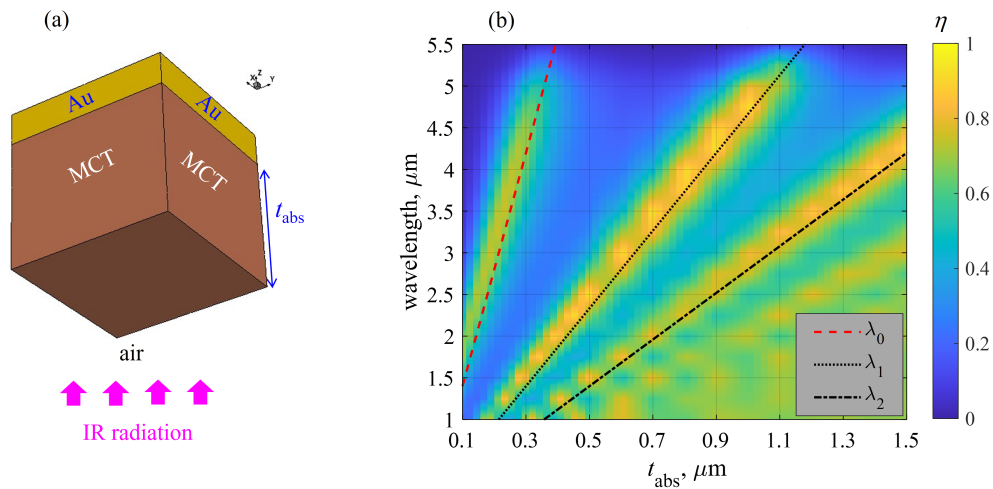 (a)
Au
Au
MCT
MCT
X Z Y
t_abs
air
IR radiation
(b)
η
wavelength, μm
5.5
5
4.5
4
3.5
3
2.5
2
1.5
1
0.1 0.3 0.5 0.7 0.9 1.1 1.3 1.5
t_abs, μm
λ_0
λ_1
λ_2
1
0.8
0.6
0.4
0.2
0